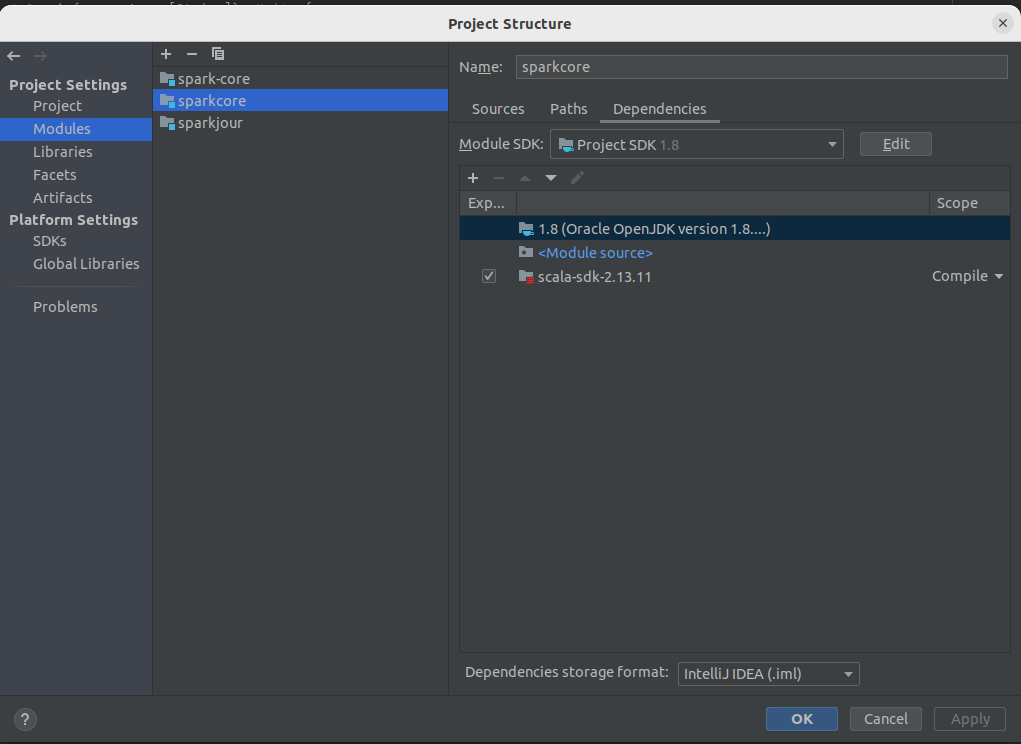 Project Structure
Project Settings
Project
Modules
Libraries
Facets
Artifacts
Platform Settings
SDKs
Global Libraries
Problems
spark-core
sparkcore
sparkjour
Name: sparkcore
Sources Paths Dependencies
Module SDK: Project SDK 1.8 Edit
Exp... Scope
1.8 (Oracle OpenJDK version 1.8....)
<Module source>
scala-sdk-2.13.11 Compile
Dependencies storage format: IntelliJ IDEA (.iml)
? OK Cancel Apply